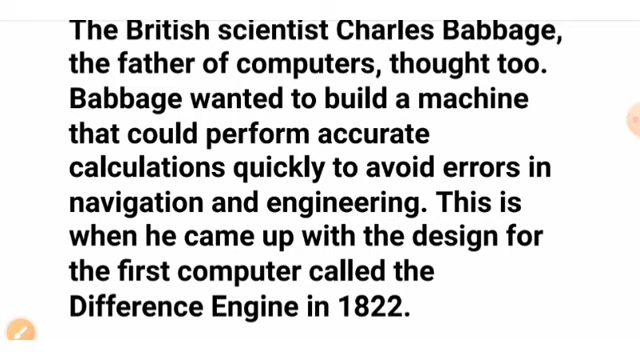 The British scientist Charles Babbage,
the father of computers, thought too.
Babbage wanted to build a machine
that could perform accurate
calculations quickly to avoid errors in
navigation and engineering. This is
when he came up with the design for
the first computer called the
Difference Engine in 1822.